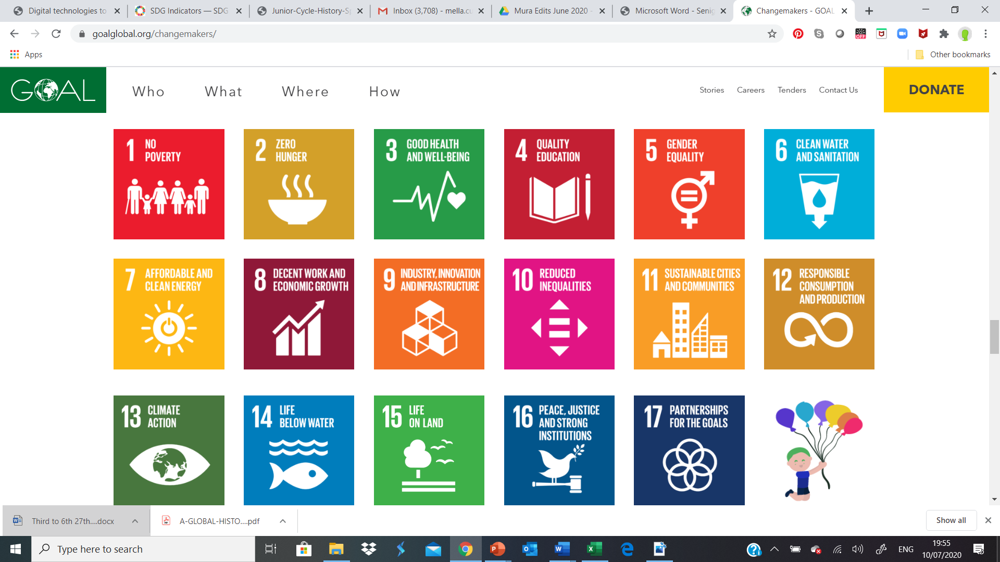 Digital technologies to
SDG Indicators — SDG
Junior-Cycle-History-Sp
Inbox (3,708) - mella.cu
Mura Edits June 2020 -
Microsoft Word - Senio
Changemakers - GOAL
goalglobal.org/changemakers/
OFF
Apps
Other bookmarks
GOAL
Who
What
Where
How
Stories
Careers
Tenders
Contact Us
DONATE
1 NO
POVERTY
2 ZERO
HUNGER
3 GOOD HEALTH
AND WELL-BEING
4 QUALITY
EDUCATION
5 GENDER
EQUALITY
6 CLEAN WATER
AND SANITATION
7 AFFORDABLE AND
CLEAN ENERGY
8 DECENT WORK AND
ECONOMIC GROWTH
9 INDUSTRY, INNOVATION
AND INFRASTRUCTURE
10 REDUCED
INEQUALITIES
11 SUSTAINABLE CITIES
AND COMMUNITIES
12 RESPONSIBLE
CONSUMPTION
AND PRODUCTION
13 CLIMATE
ACTION
14 LIFE
BELOW WATER
15 LIFE
ON LAND
16 PEACE, JUSTICE
AND STRONG
INSTITUTIONS
17 PARTNERSHIPS
FOR THE GOALS
Third to 6th 27th....docx
A-GLOBAL-HISTO....pdf
Show all
Type here to search
ENG
19:55
10/07/2020